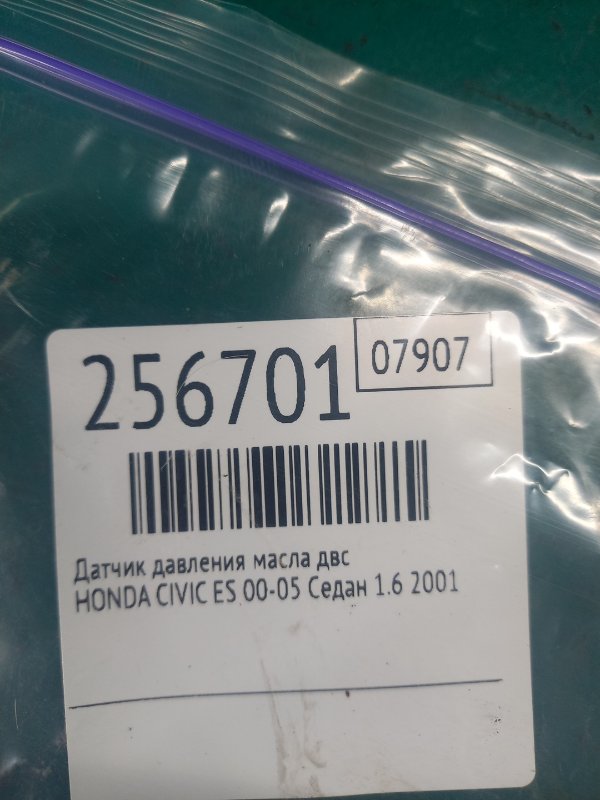 256701
07907
Датчик давления масла двс
HONDA CIVIC ES 00-05 Седан 1.6 2001